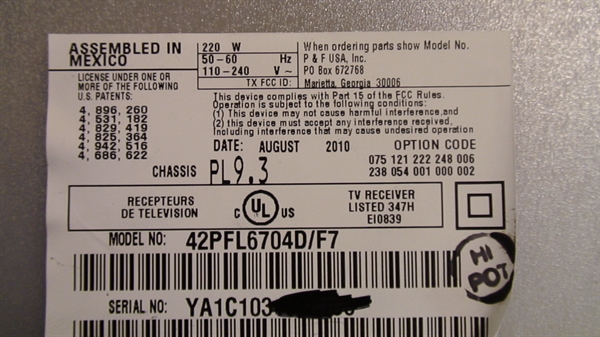 ASSEMBLED IN
MEXICO
LICENSE UNDER ONE OR
MORE OF THE FOLLOWING
U.S. PATENTS:
4, 896, 260
4, 531, 182
4, 829, 419
4, 825, 364
4, 942, 516
4, 686, 622
220 W
50-60 Hz
110-240 V ~
TX FCC ID:
When ordering parts show Model No.
P & F USA, Inc.
PO Box 672768
Marietta, Georgia 30006
This device complies with Part 15 of the FCC Rules.
Operation is subject to the following conditions:
(1) This device may not cause harmful interference,and
(2) this device must accept any interference received,
Including interference that may cause undesired operation
DATE: AUGUST 2010
OPTION CODE
075 121 222 248 006
238 054 001 000 002
CHASSIS PL9.3
RECEPTEURS
DE TELEVISION
C UL US
TV RECEIVER
LISTED 347H
EI0839
MODEL NO: 42PFL6704D/F7
HI
POT
SERIAL NO: YA1C103